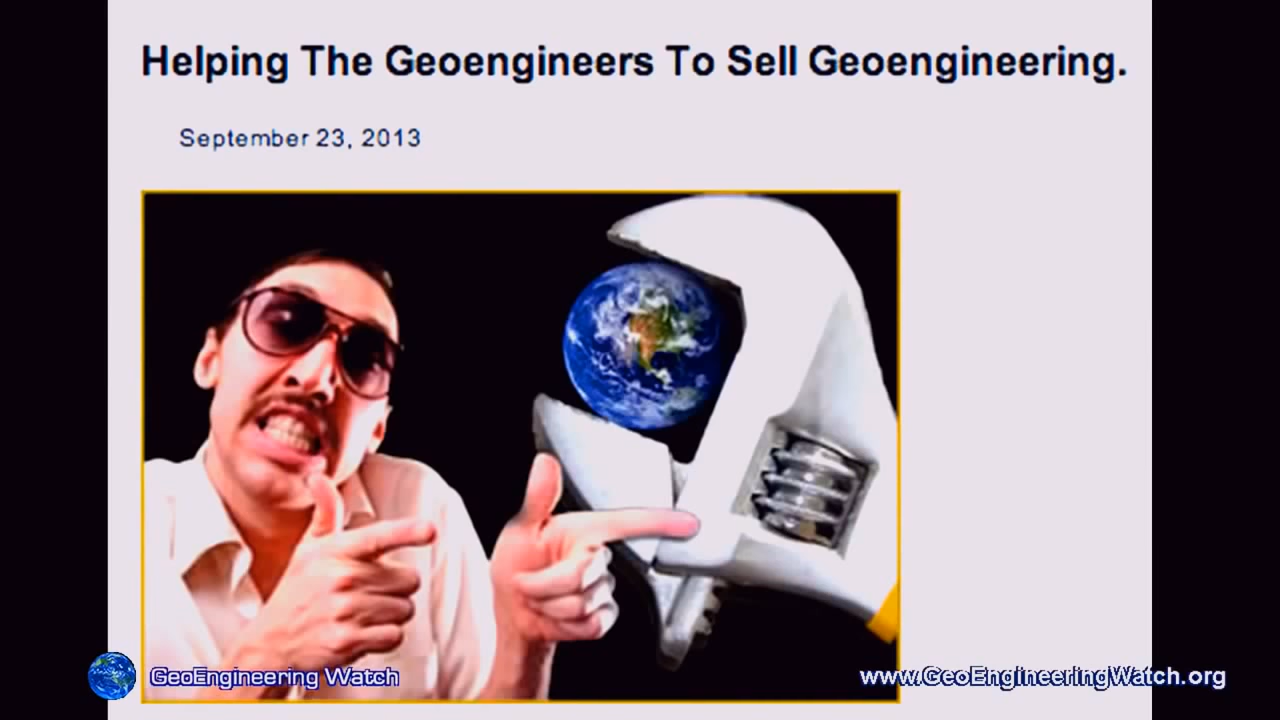 Helping The Geoengineers To Sell Geoengineering.
September 23, 2013
GeoEngineering Watch
www.GeoEngineeringWatch.org